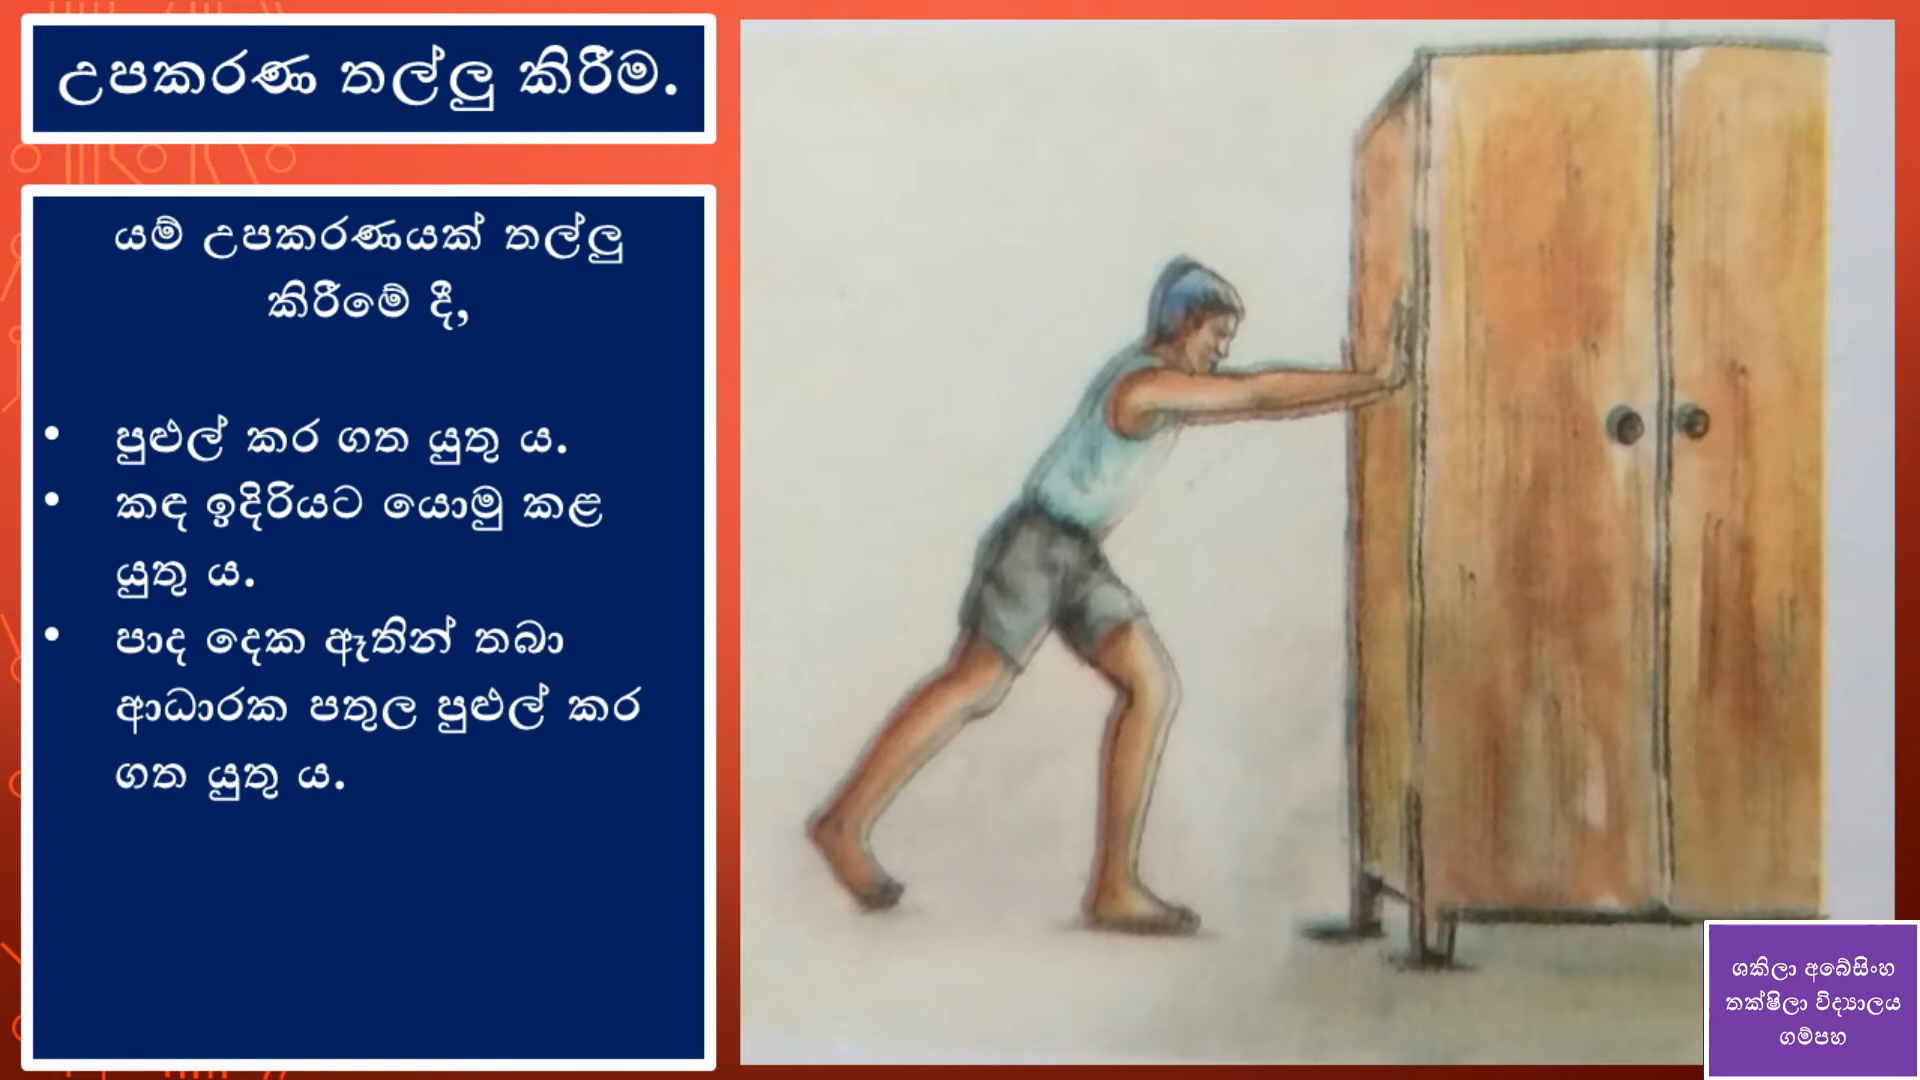 උපකරණ තල්ලු කිරීම.
යම් උපකරණයක් තල්ලු
කිරීමේ දී,
• පුළුල් කර ගත යුතු ය.
• කඳ ඉදිරියට යොමු කළ
යුතු ය.
• පාද දෙක ඈතින් තබා
ආධාරක පතුල පුළුල් කර
ගත යුතු ය.
ශකිලා අබේසිංහ
තක්ෂිලා විද්‍යාලය
ගම්පහ